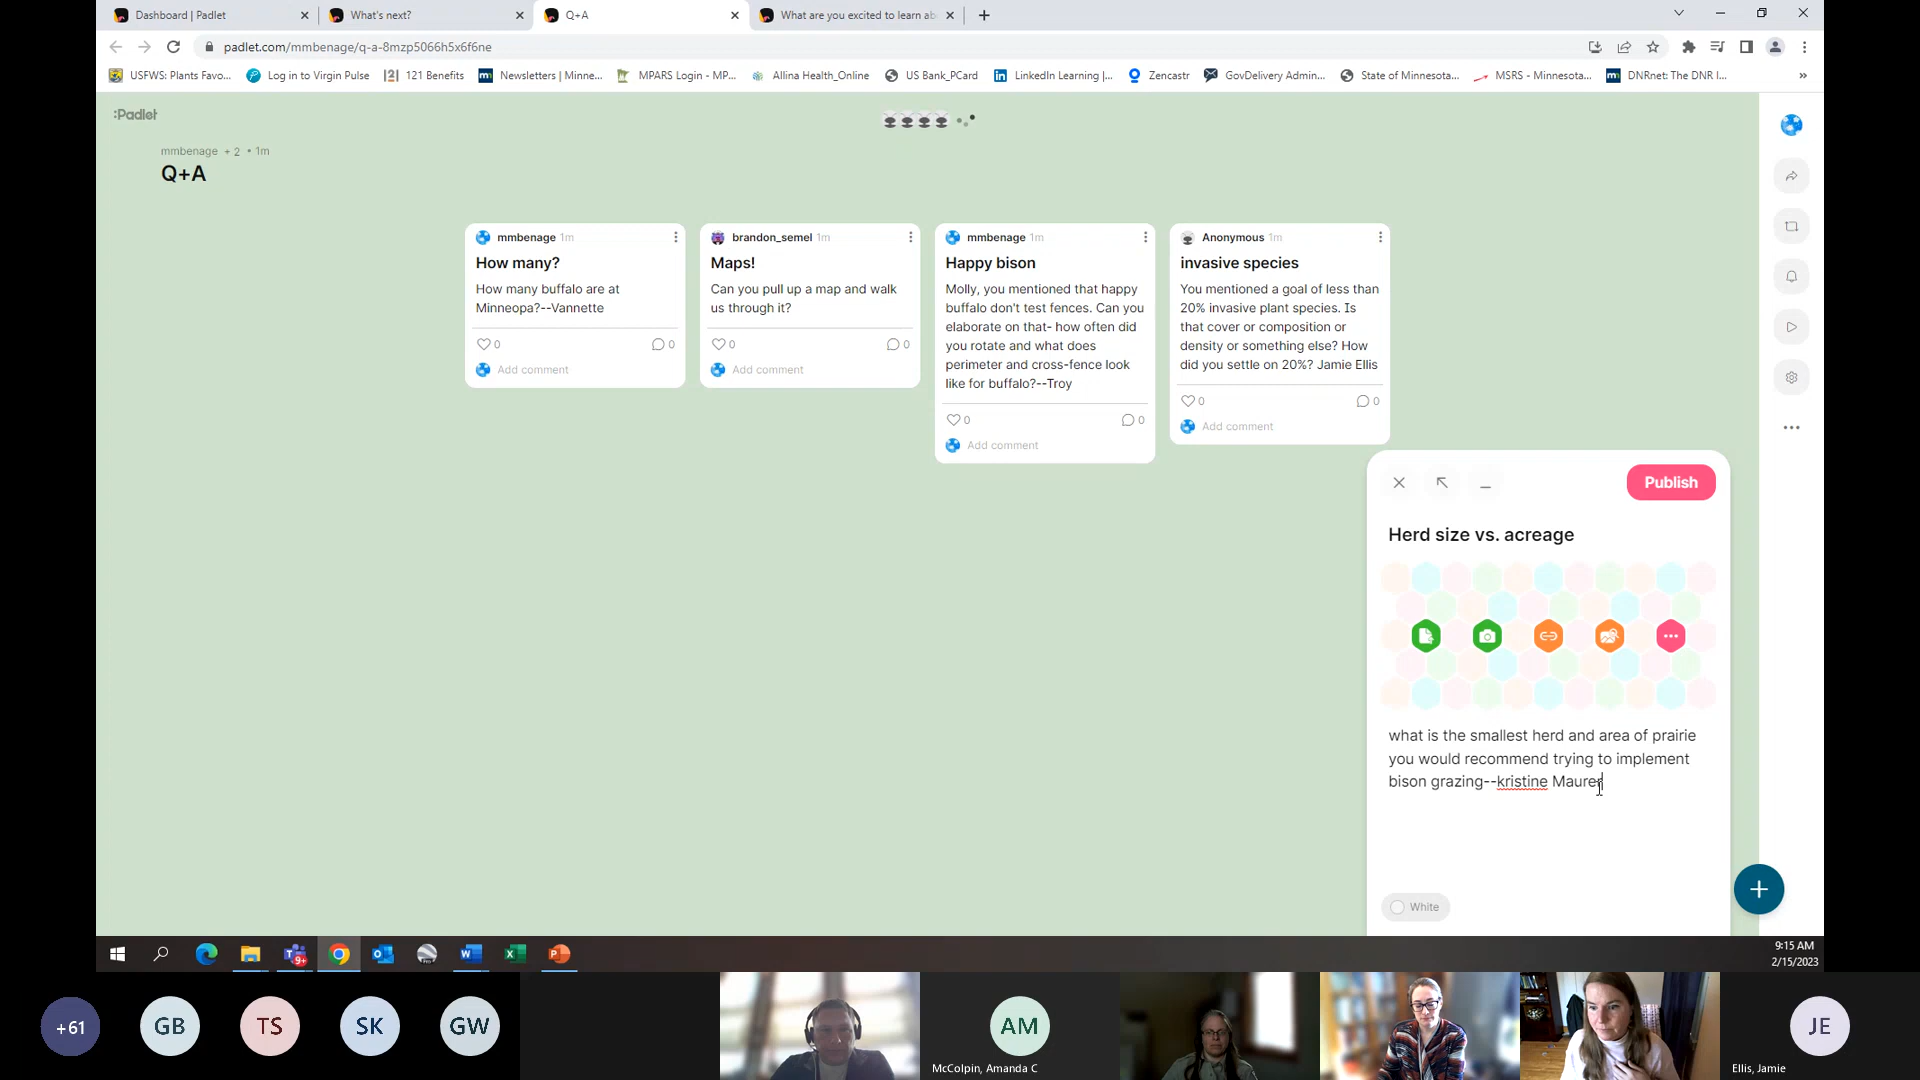 Dashboard | Padlet
What's next?
Q+A
What are you excited to learn ab
padlet.com/mmbenage/q-a-8mzp5066h5x6f6ne
USFWS: Plants Favo...
Log in to Virgin Pulse
121 Benefits
Newsletters | Minne...
MPARS Login - MP...
Allina Health_Online
US Bank_PCard
LinkedIn Learning |...
Zencastr
GovDelivery Admin...
State of Minnesota...
MSRS - Minnesota...
DNRnet: The DNR I...
:Padlet
mmbenage + 2 • 1m
Q+A
mmbenage 1m
How many?
How many buffalo are at
Minneopa?--Vannette
0
0
Add comment
brandon_semel 1m
Maps!
Can you pull up a map and walk
us through it?
0
0
Add comment
mmbenage 1m
Happy bison
Molly, you mentioned that happy
buffalo don't test fences. Can you
elaborate on that- how often did
you rotate and what does
perimeter and cross-fence look
like for buffalo?--Troy
0
0
Add comment
Anonymous 1m
invasive species
You mentioned a goal of less than
20% invasive plant species. Is
that cover or composition or
density or something else? How
did you settle on 20%? Jamie Ellis
0
0
Add comment
Publish
Herd size vs. acreage
what is the smallest herd and area of prairie
you would recommend trying to implement
bison grazing--kristine Maurer
White
9+
9:15 AM
2/15/2023
+61
GB
TS
SK
GW
AM
McColpin, Amanda C
JE
Ellis, Jamie